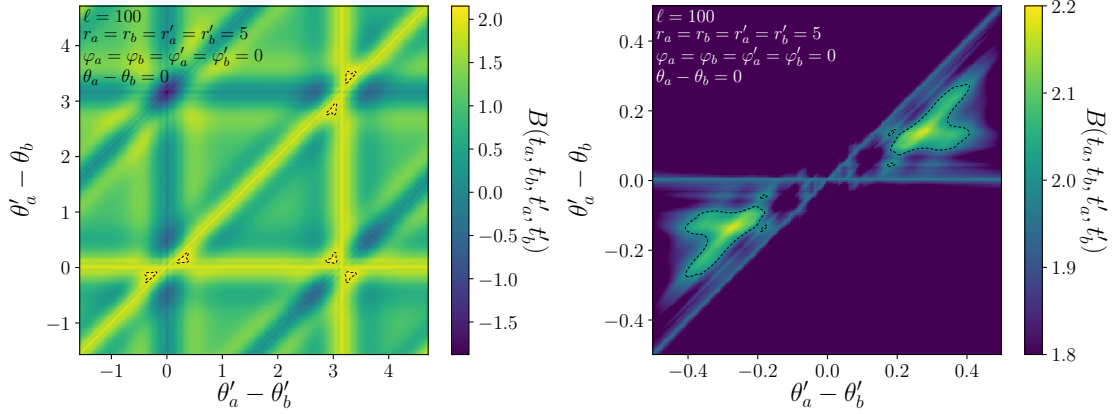 ℓ = 100
r_a = r_b = r'_a = r'_b = 5
φ_a = φ_b = φ'_a = φ'_b = 0
θ_a − θ_b = 0
4
3
2
1
0
−1
θ'_a − θ_b
−1 0 1 2 3 4
θ'_a − θ'_b
2.0
1.5
1.0
0.5
0.0
−0.5
−1.0
−1.5
B(t_a, t_b, t'_a, t'_b)
ℓ = 100
r_a = r_b = r'_a = r'_b = 5
φ_a = φ_b = φ'_a = φ'_b = 0
θ_a − θ_b = 0
0.4
0.2
0.0
−0.2
−0.4
θ'_a − θ_b
−0.4 −0.2 0.0 0.2 0.4
θ'_a − θ'_b
2.2
2.1
2.0
1.9
1.8
B(t_a, t_b, t'_a, t'_b)